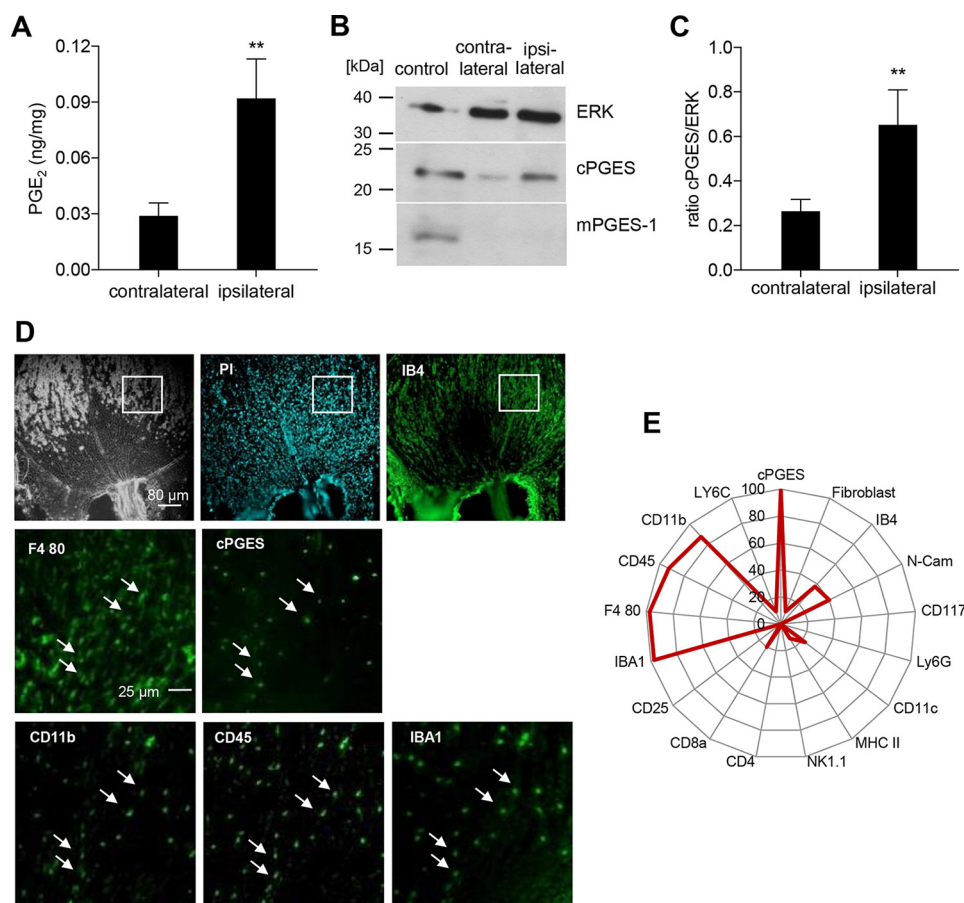 A
0.12
0.09
0.06
0.03
0.00
PGE2 (ng/mg)
**
contralateral ipsilateral
B
[kDa] control contra- lateral ipsi- lateral
40
30
25
20
15
ERK
cPGES
mPGES-1
C
1.0
0.8
0.6
0.4
0.2
0.0
ratio cPGES/ERK
**
contralateral ipsilateral
D
80 µm
PI
IB4
F4 80
25 µm
cPGES
CD11b
CD45
IBA1
E
cPGES
Fibroblast
IB4
N-Cam
CD117
Ly6G
CD11c
MHC II
NK1.1
CD4
CD8a
CD25
IBA1
F4 80
CD45
CD11b
LY6C
100
80
60
40
20
0